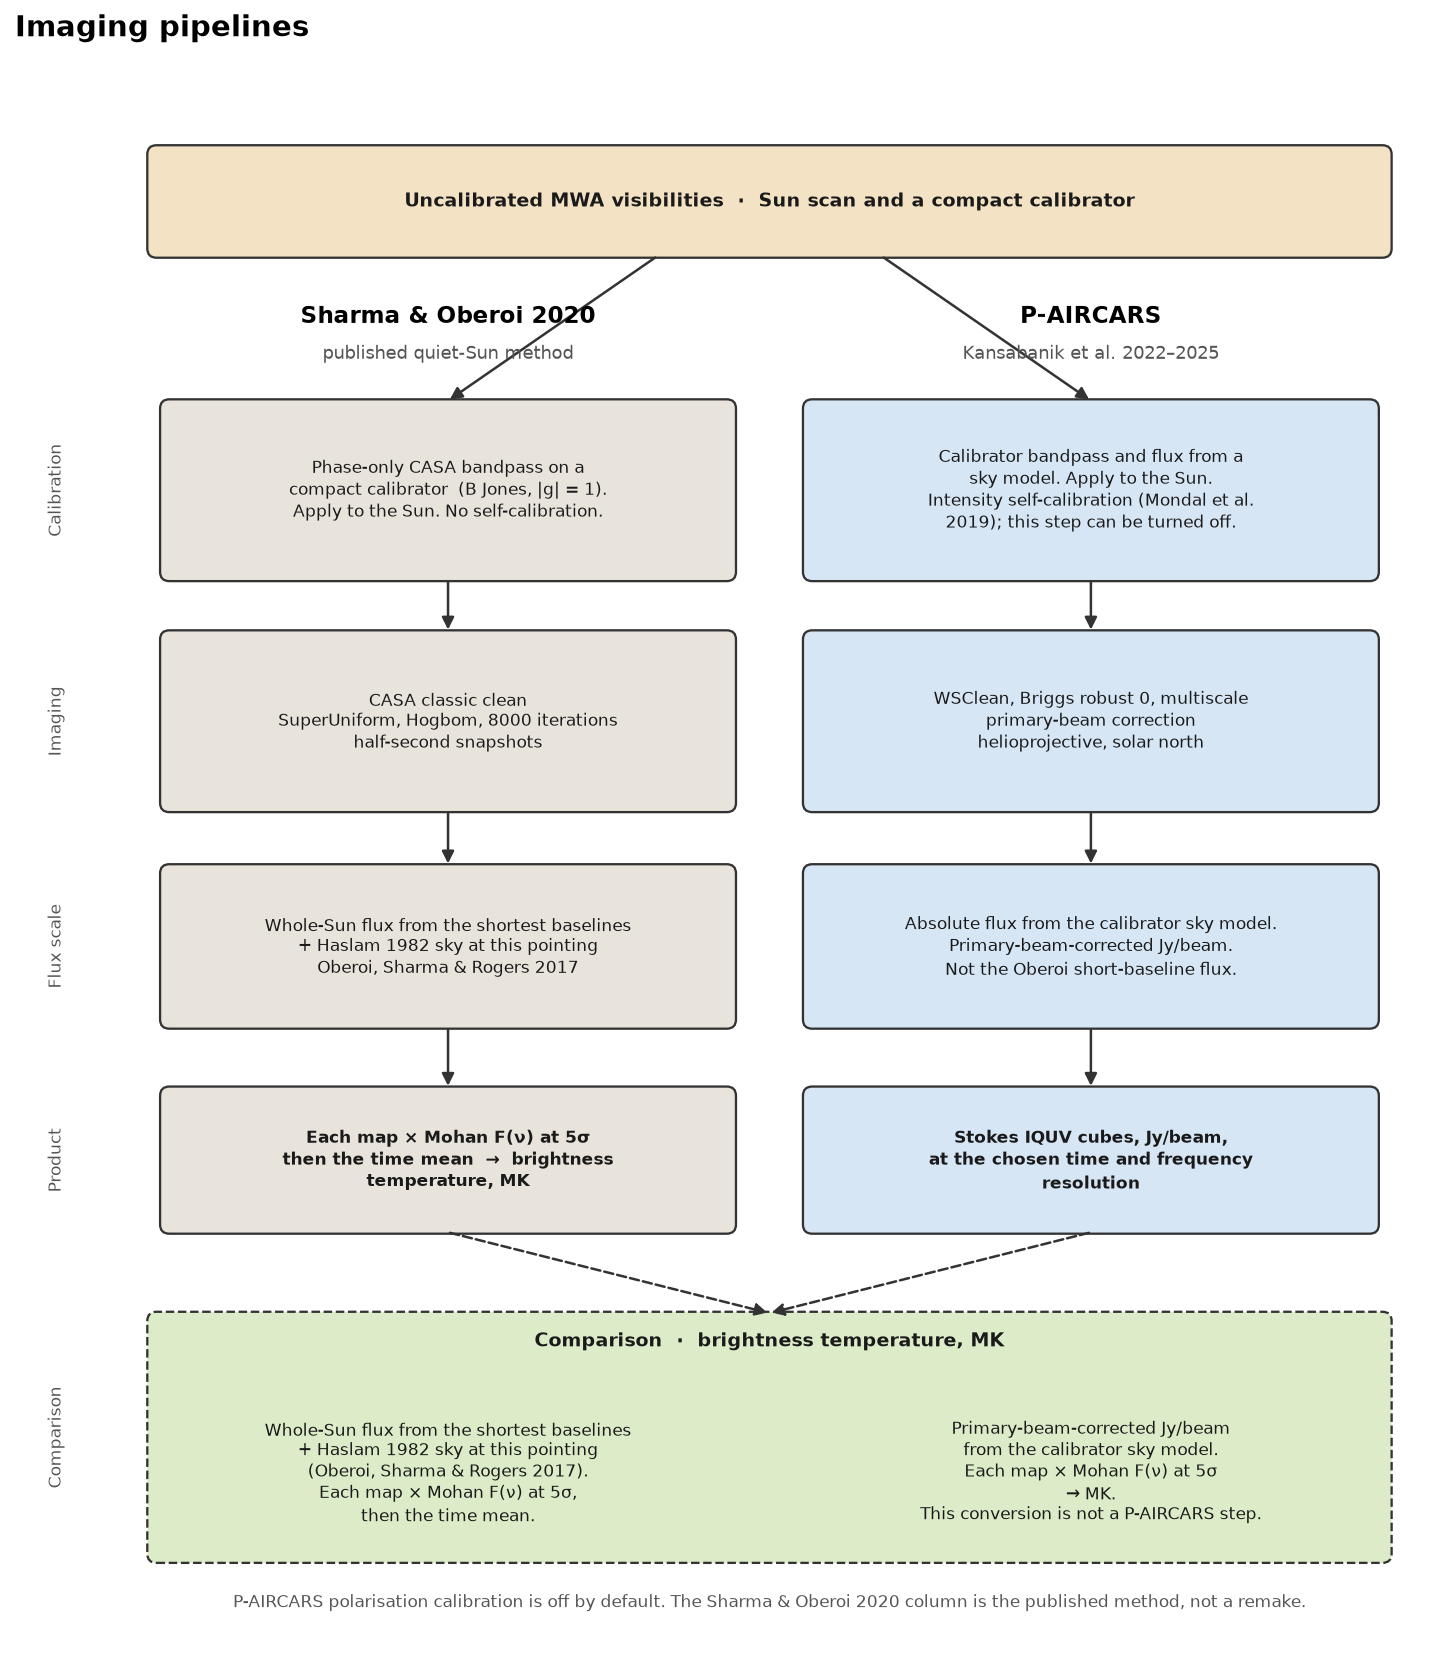 Imaging pipelines
Uncalibrated MWA visibilities · Sun scan and a compact calibrator
Sharma & Oberoi 2020
published quiet-Sun method
P-AIRCARS
Kansabanik et al. 2022–2025
Calibration
Phase-only CASA bandpass on a
compact calibrator (B Jones, |g| = 1).
Apply to the Sun. No self-calibration.
Calibrator bandpass and flux from a
sky model. Apply to the Sun.
Intensity self-calibration (Mondal et al.
2019); this step can be turned off.
Imaging
CASA classic clean
SuperUniform, Hogbom, 8000 iterations
half-second snapshots
WSClean, Briggs robust 0, multiscale
primary-beam correction
helioprojective, solar north
Flux scale
Whole-Sun flux from the shortest baselines
+ Haslam 1982 sky at this pointing
Oberoi, Sharma & Rogers 2017
Absolute flux from the calibrator sky model.
Primary-beam-corrected Jy/beam.
Not the Oberoi short-baseline flux.
Product
Each map × Mohan F(ν) at 5σ
then the time mean → brightness
temperature, MK
Stokes IQUV cubes, Jy/beam,
at the chosen time and frequency
resolution
Comparison
Comparison · brightness temperature, MK
Whole-Sun flux from the shortest baselines
+ Haslam 1982 sky at this pointing
(Oberoi, Sharma & Rogers 2017).
Each map × Mohan F(ν) at 5σ,
then the time mean.
Primary-beam-corrected Jy/beam
from the calibrator sky model.
Each map × Mohan F(ν) at 5σ
→ MK.
This conversion is not a P-AIRCARS step.
P-AIRCARS polarisation calibration is off by default. The Sharma & Oberoi 2020 column is the published method, not a remake.